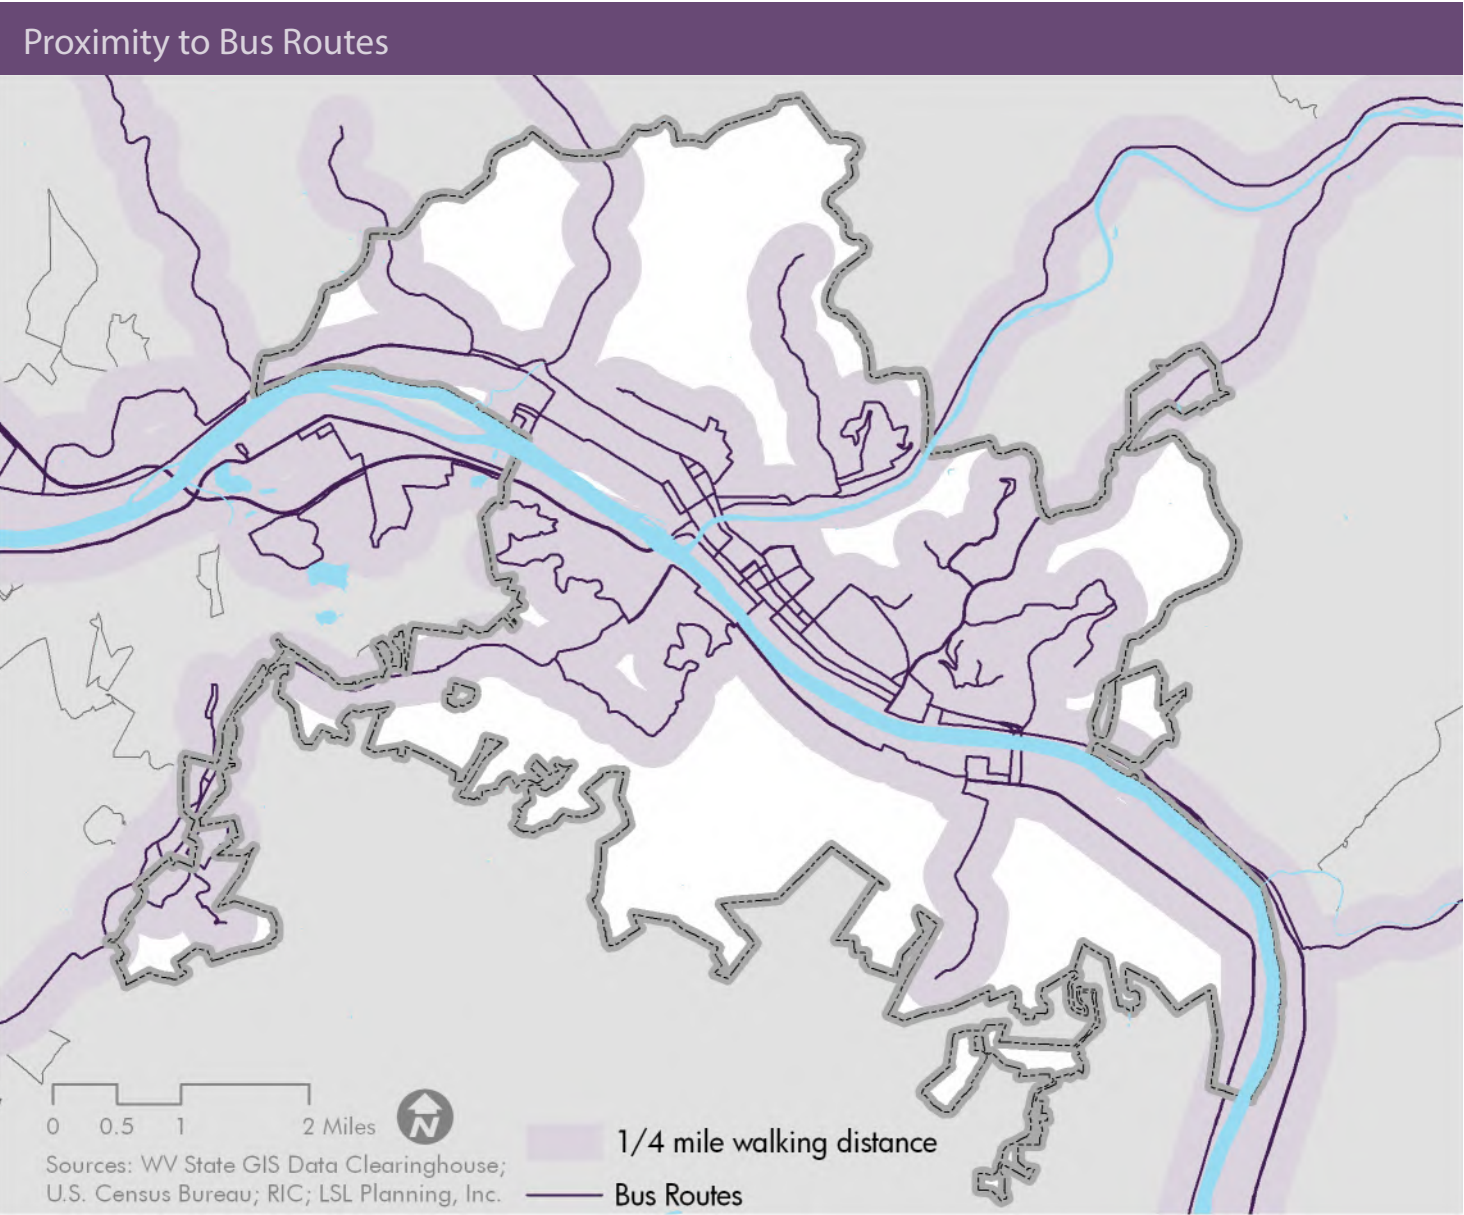 Proximity to Bus Routes
0 0.5 1 2 Miles
N
Sources: WV State GIS Data Clearinghouse;
U.S. Census Bureau; RIC; LSL Planning, Inc.
1/4 mile walking distance
Bus Routes